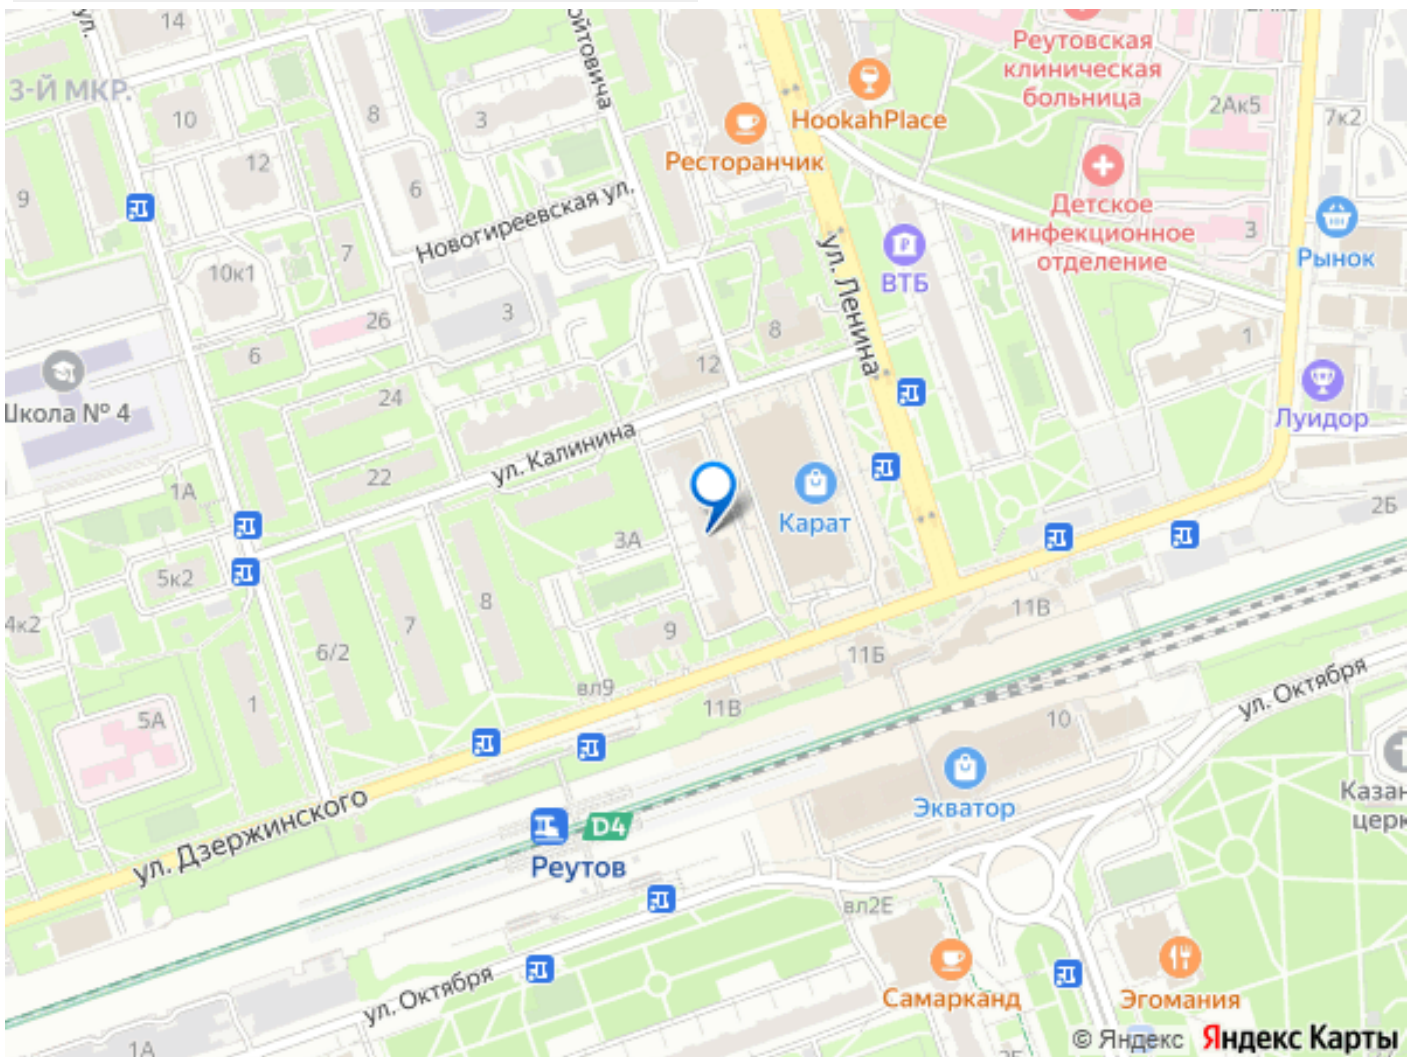 14
ул.
ойтовича
2Ак5
Реутовская
клиническая
больница
3-Й МКР.
10
8
3
HookahPlace
Ресторанчик
7к2
12
6
9
Детское
инфекционное
отделение
3
Рынок
Новогиреевская ул.
7
10к1
ул. Ленина
ВТБ
26
3
8
1
6
12
Школа № 4
24
Луидор
ул. Калинина
22
1А
Карат
2Б
3А
5к2
4к2
7
8
9
11В
6/2
11Б
вл9
1
5А
11В
10
ул. Октября
Экватор
Казан
церк
ул. Дзержинского
D4
Реутов
вл2Е
ул. Октября
Самарканд
Эгомания
1А
© Яндекс Яндекс Карты